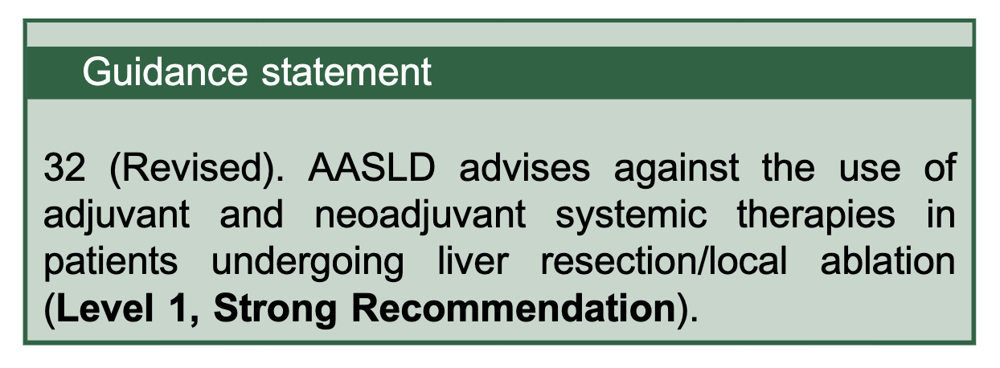 Guidance statement
32 (Revised). AASLD advises against the use of
adjuvant and neoadjuvant systemic therapies in
patients undergoing liver resection/local ablation
(Level 1, Strong Recommendation).